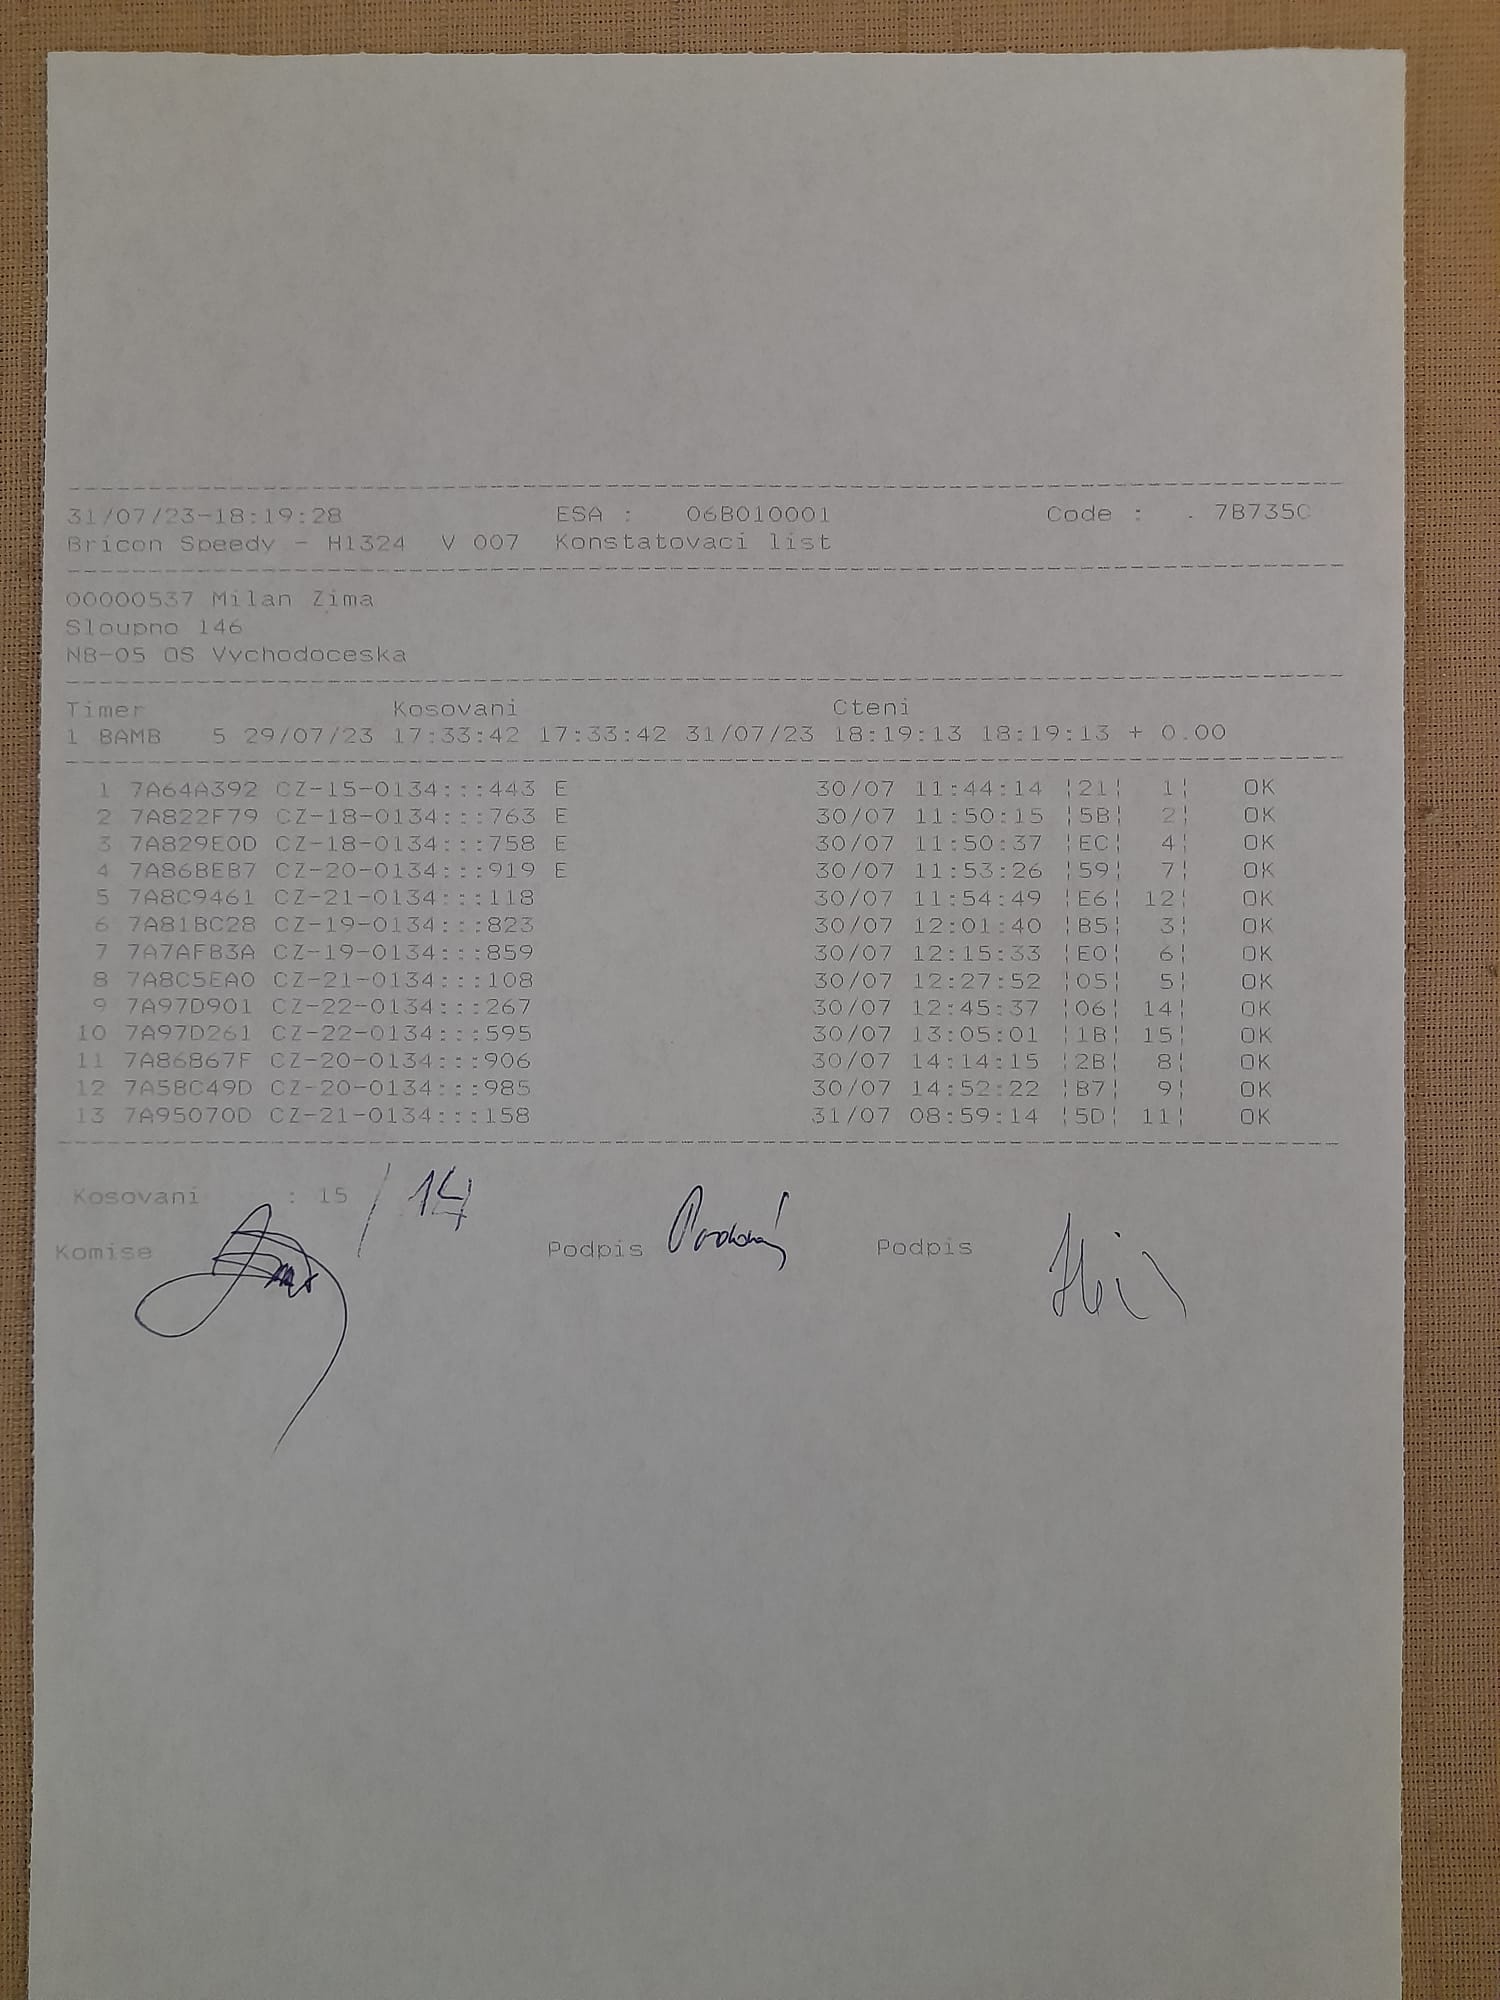 31/07/23-18:19:28 ESA : 06B010001 Code : . 7B735C
Bricon Speedy - H1324 V 007 Konstatovaci list
00000537 Milan Zima
Sloupno 146
N8-05 OS Vychodoceska
Timer Kosovani Cteni
1 BAMB 5 29/07/23 17:33:42 17:33:42 31/07/23 18:19:13 18:19:13 + 0.00
1 7A64A392 CZ-15-0134:::443 E 30/07 11:44:14 ¦21¦ 1¦ OK
2 7A822F79 CZ-18-0134:::763 E 30/07 11:50:15 ¦5B¦ 2¦ OK
3 7A829E0D CZ-18-0134:::758 E 30/07 11:50:37 ¦EC¦ 4¦ OK
4 7A86BEB7 CZ-20-0134:::919 E 30/07 11:53:26 ¦59¦ 7¦ OK
5 7A8C9461 CZ-21-0134:::118 30/07 11:54:49 ¦E6¦ 12¦ OK
6 7A81BC28 CZ-19-0134:::823 30/07 12:01:40 ¦B5¦ 3¦ OK
7 7A7AFB3A CZ-19-0134:::859 30/07 12:15:33 ¦E0¦ 6¦ OK
8 7A8C5EA0 CZ-21-0134:::108 30/07 12:27:52 ¦05¦ 5¦ OK
9 7A97D901 CZ-22-0134:::267 30/07 12:45:37 ¦06¦ 14¦ OK
10 7A97D261 CZ-22-0134:::595 30/07 13:05:01 ¦1B¦ 15¦ OK
11 7A86867F CZ-20-0134:::906 30/07 14:14:15 ¦2B¦ 8¦ OK
12 7A58C49D CZ-20-0134:::985 30/07 14:52:22 ¦B7¦ 9¦ OK
13 7A95070D CZ-21-0134:::158 31/07 08:59:14 ¦5D¦ 11¦ OK
Kosovani : 15 / 14
Komise Podpis Podpis